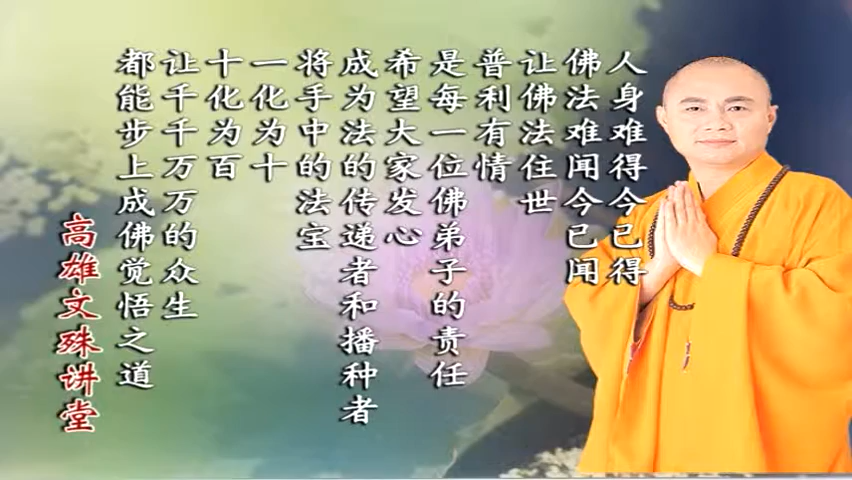 人身难得今已得
佛法难闻今已闻
让佛法住世
普利有情
是每一位佛弟子的责任
希望大家发心
成为法的传递者和播种者
将手中的法宝
一化为十
十化为百
让千千万万的众生
都能步上成佛觉悟之道
高雄文殊讲堂